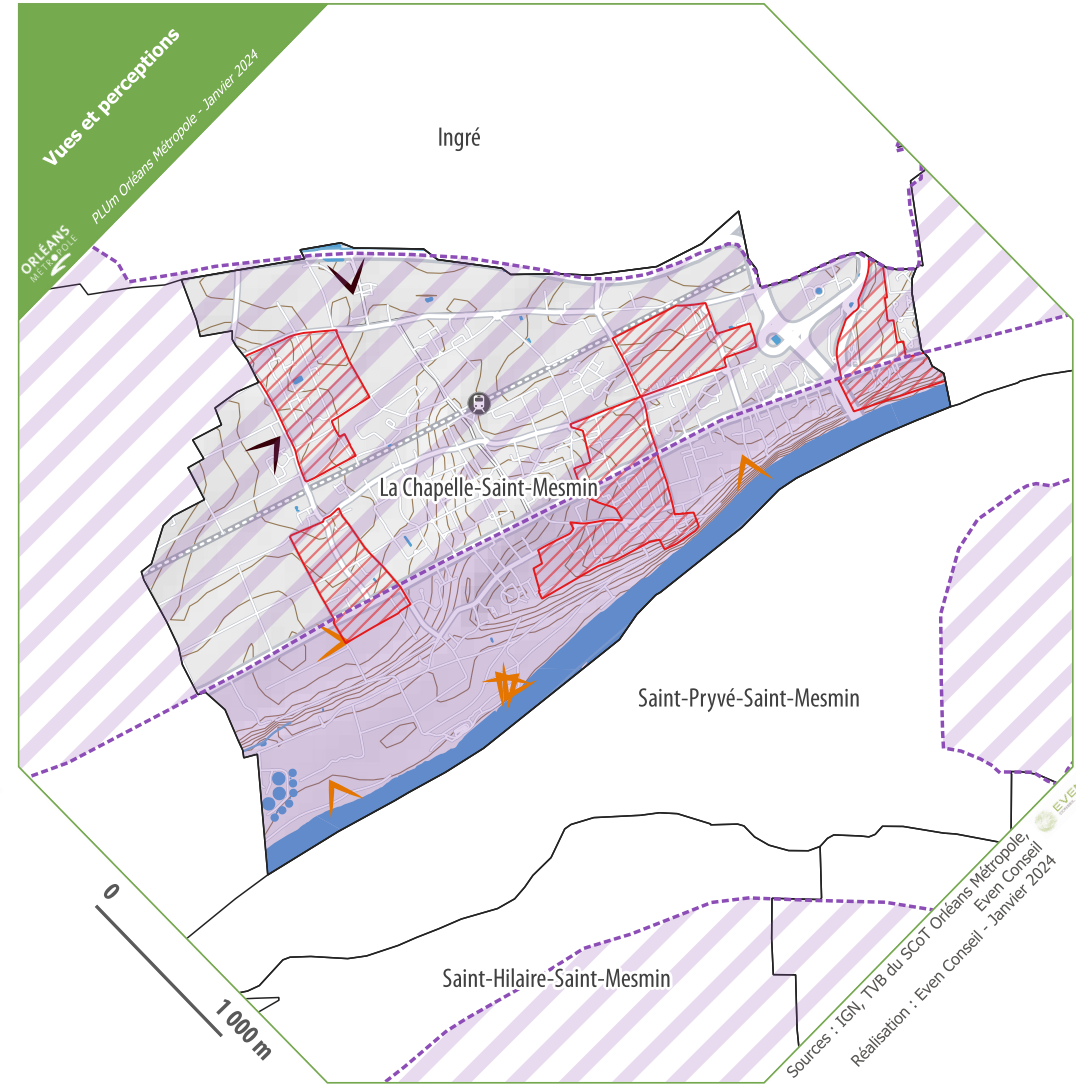 Vues et perceptions
PLUm Orléans Métropole - Janvier 2024
ORLÉANS
MÉTROPOLE
Ingré
La Chapelle-Saint-Mesmin
Saint-Pryvé-Saint-Mesmin
Saint-Hilaire-Saint-Mesmin
0
1 000 m
EVEN
Sources : IGN, TVB du SCoT Orléans Métropole,
Even Conseil
Réalisation : Even Conseil - Janvier 2024